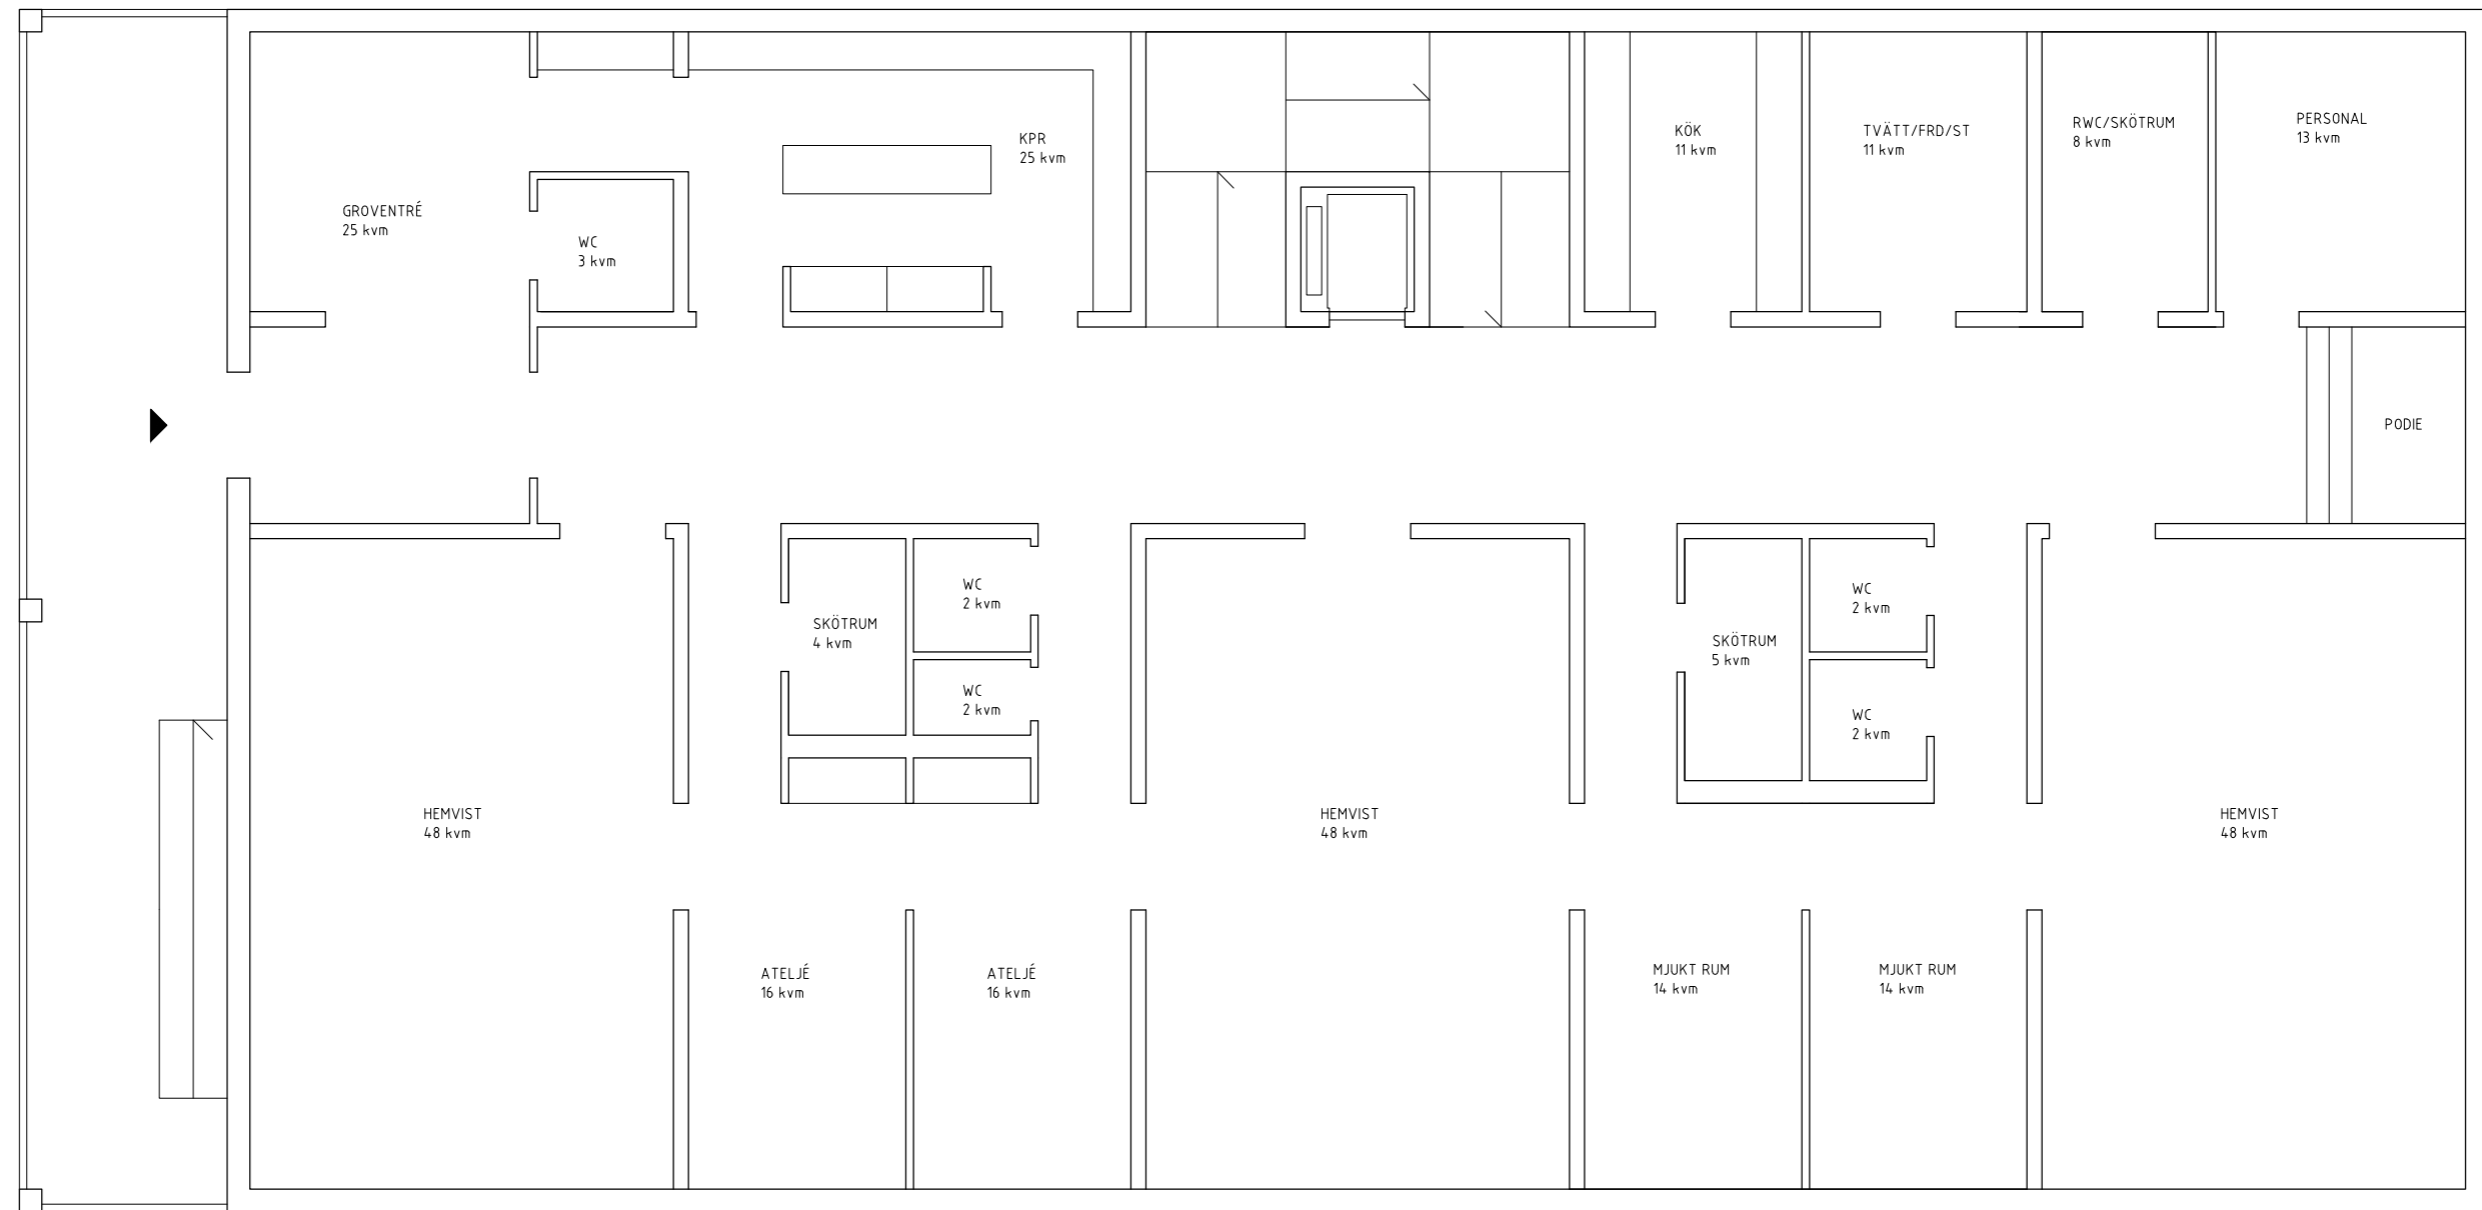 KPR
25 kvm
KÖK
11 kvm
TVÄTT/FRD/ST
11 kvm
RWC/SKÖTRUM
8 kvm
PERSONAL
13 kvm
GROVENTRÉ
25 kvm
WC
3 kvm
PODIE
SKÖTRUM
4 kvm
WC
2 kvm
WC
2 kvm
SKÖTRUM
5 kvm
WC
2 kvm
WC
2 kvm
HEMVIST
48 kvm
HEMVIST
48 kvm
HEMVIST
48 kvm
ATELJÉ
16 kvm
ATELJÉ
16 kvm
MJUKT RUM
14 kvm
MJUKT RUM
14 kvm